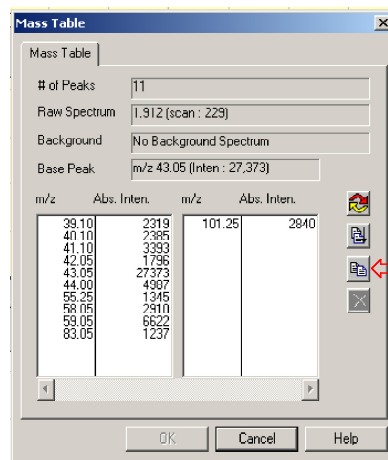 Mass Table
Mass Table
# of Peaks 11
Raw Spectrum 1.912 (scan : 229)
Background No Background Spectrum
Base Peak m/z 43.05 (Inten : 27,373)
m/z Abs. Inten. m/z Abs. Inten.
39.10 2319 101.25 2840
40.10 2385
41.10 3393
42.05 1796
43.05 27373
44.00 4987
55.25 1345
58.05 2910
59.05 6622
83.05 1237
OK Cancel Help